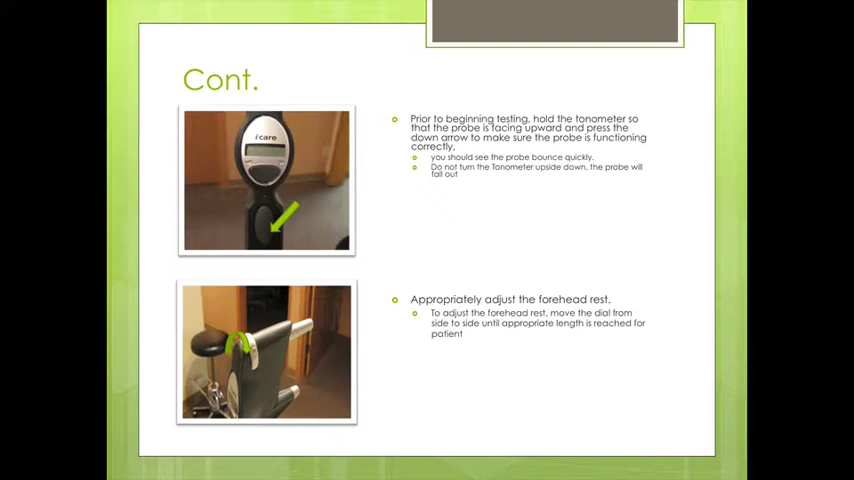 Cont.
icare
Prior to beginning testing, hold the tonometer so
that the probe is facing upward and press the
down arrow to make sure the probe is functioning
correctly,
you should see the probe bounce quickly.
Do not turn the Tonometer upside down, the probe will
fall out
Appropriately adjust the forehead rest.
To adjust the forehead rest, move the dial from
side to side until appropriate length is reached for
patient